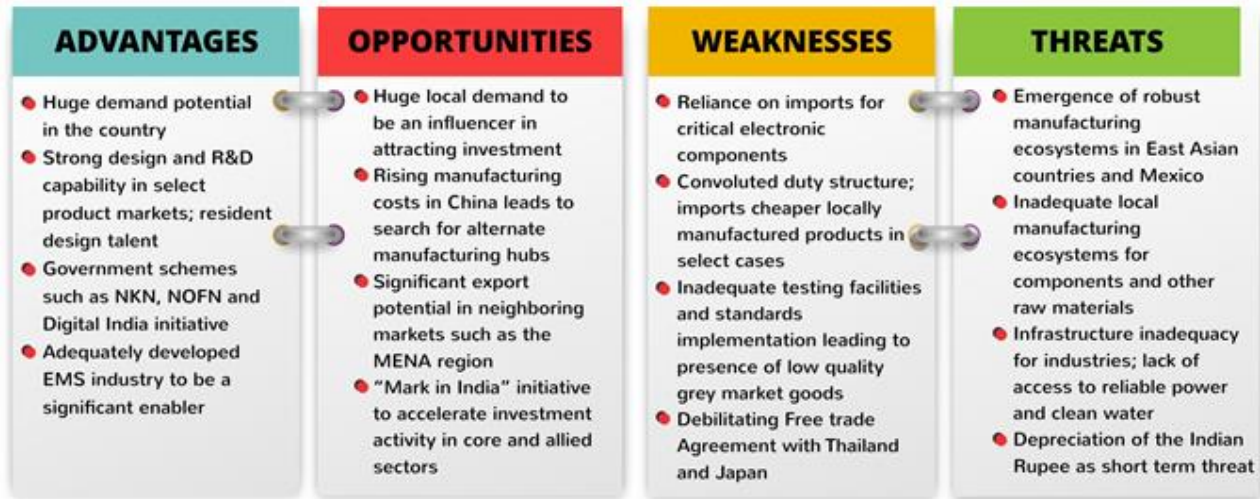 ADVANTAGES
Huge demand potential
in the country
Strong design and R&D
capability in select
product markets; resident
design talent
Government schemes
such as NKN, NOFN and
Digital India initiative
Adequately developed
EMS industry to be a
significant enabler
OPPORTUNITIES
Huge local demand to
be an influencer in
attracting investment
Rising manufacturing
costs in China leads to
search for alternate
manufacturing hubs
Significant export
potential in neighboring
markets such as the
MENA region
“Mark in India” initiative
to accelerate investment
activity in core and allied
sectors
WEAKNESSES
Reliance on imports for
critical electronic
components
Convoluted duty structure;
imports cheaper locally
manufactured products in
select cases
Inadequate testing facilities
and standards
implementation leading to
presence of low quality
grey market goods
Debilitating Free trade
Agreement with Thailand
and Japan
THREATS
Emergence of robust
manufacturing
ecosystems in East Asian
countries and Mexico
Inadequate local
manufacturing
ecosystems for
components and other
raw materials
Infrastructure inadequacy
for industries; lack of
access to reliable power
and clean water
Depreciation of the Indian
Rupee as short term threat